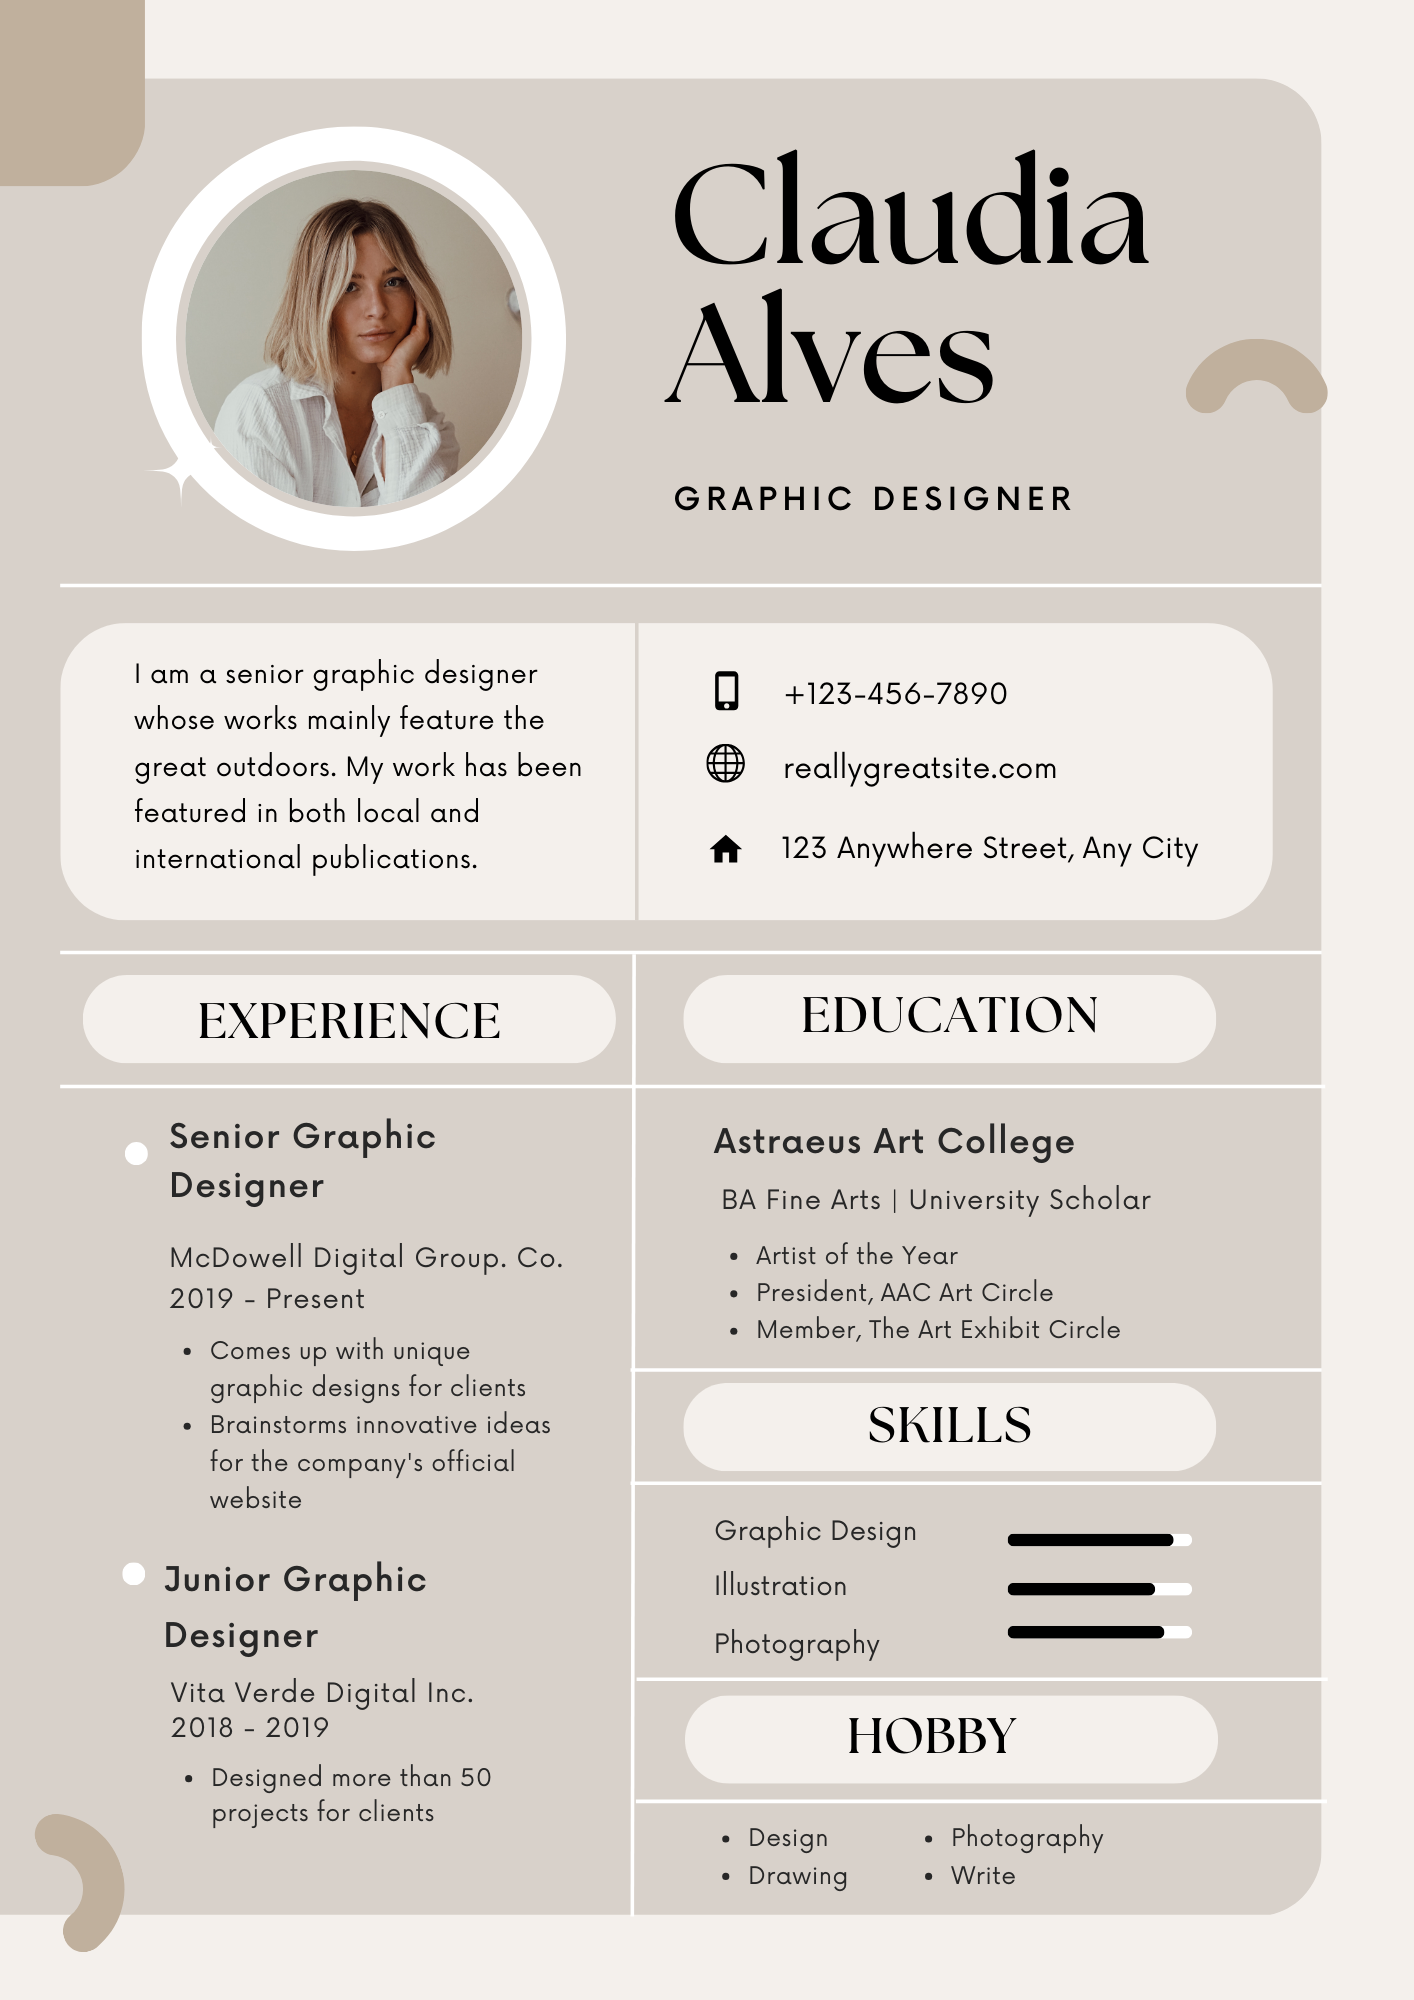 Claudia
Alves
GRAPHIC DESIGNER
I am a senior graphic designer
whose works mainly feature the
great outdoors. My work has been
featured in both local and
international publications.
+123-456-7890
reallygreatsite.com
123 Anywhere Street, Any City
EXPERIENCE
Senior Graphic
Designer
McDowell Digital Group. Co.
2019 - Present
• Comes up with unique
graphic designs for clients
• Brainstorms innovative ideas
for the company's official
website
Junior Graphic
Designer
Vita Verde Digital Inc.
2018 - 2019
• Designed more than 50
projects for clients
EDUCATION
Astraeus Art College
BA Fine Arts | University Scholar
• Artist of the Year
• President, AAC Art Circle
• Member, The Art Exhibit Circle
SKILLS
Graphic Design
Illustration
Photography
HOBBY
• Design
• Drawing
• Photography
• Write